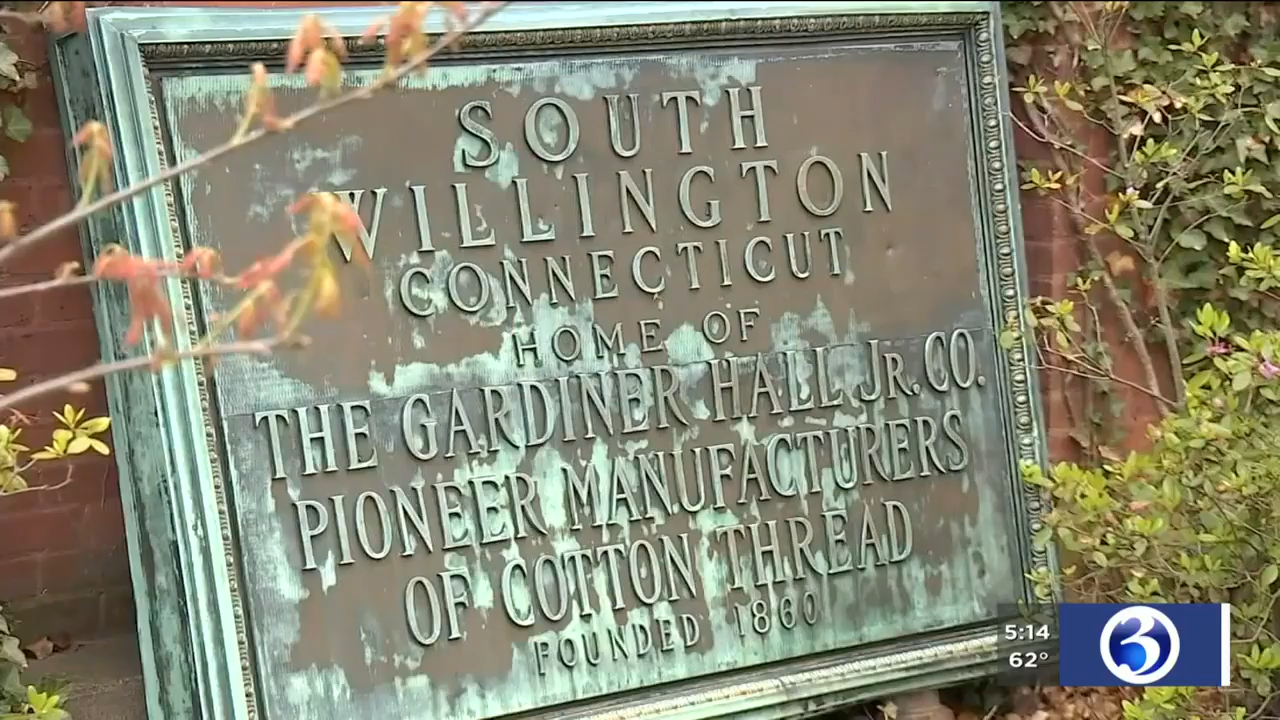 SOUTH
WILLINGTON
CONNECTICUT
HOME OF
THE GARDINER HALL JR. CO.
PIONEER MANUFACTURERS
OF COTTON THREAD
FOUNDED 1860
5:14
62°
3